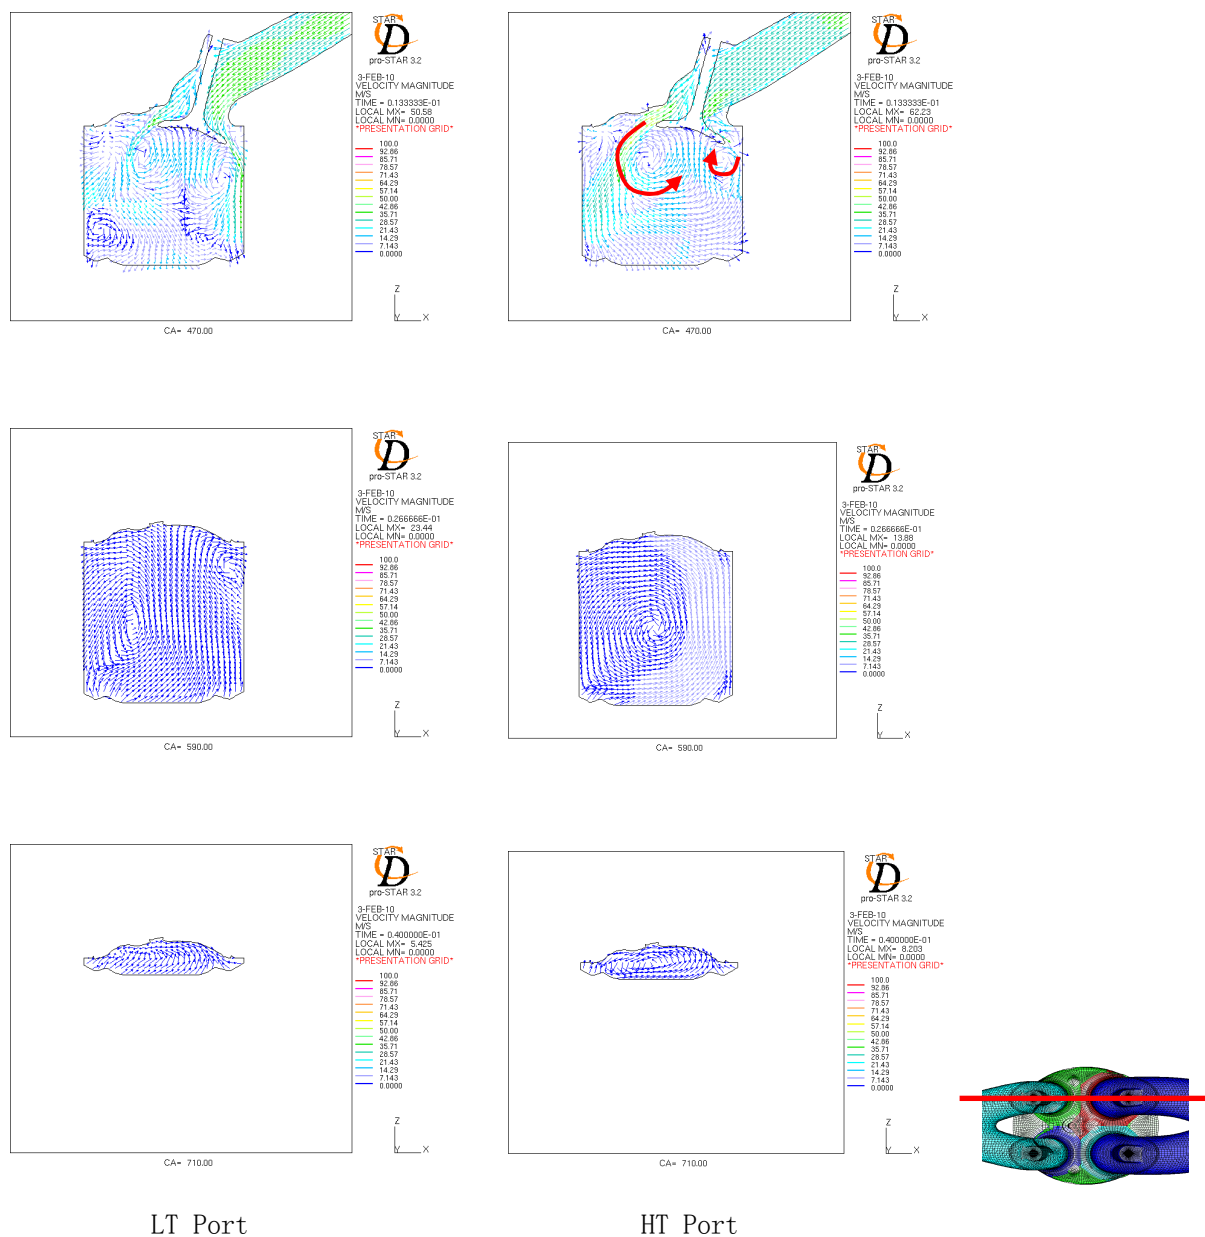 STAR
D
pro-STAR 3.2
3-FEB-10
VELOCITY MAGNITUDE
M/S
TIME = 0.133333E-01
LOCAL MX= 50.58
LOCAL MN= 0.0000
*PRESENTATION GRID*
100.0
92.86
85.71
78.57
71.43
64.29
57.14
50.00
42.86
35.71
28.57
21.43
14.29
7.143
0.0000
Z
Y X
CA= 470.00
STAR
D
pro-STAR 3.2
3-FEB-10
VELOCITY MAGNITUDE
M/S
TIME = 0.133333E-01
LOCAL MX= 62.23
LOCAL MN= 0.0000
*PRESENTATION GRID*
100.0
92.86
85.71
78.57
71.43
64.29
57.14
50.00
42.86
35.71
28.57
21.43
14.29
7.143
0.0000
Z
Y X
CA= 470.00
STAR
D
pro-STAR 3.2
3-FEB-10
VELOCITY MAGNITUDE
M/S
TIME = 0.266666E-01
LOCAL MX= 23.44
LOCAL MN= 0.0000
*PRESENTATION GRID*
100.0
92.86
85.71
78.57
71.43
64.29
57.14
50.00
42.86
35.71
28.57
21.43
14.29
7.143
0.0000
Z
Y X
CA= 590.00
STAR
D
pro-STAR 3.2
3-FEB-10
VELOCITY MAGNITUDE
M/S
TIME = 0.266666E-01
LOCAL MX= 13.88
LOCAL MN= 0.0000
*PRESENTATION GRID*
100.0
92.86
85.71
78.57
71.43
64.29
57.14
50.00
42.86
35.71
28.57
21.43
14.29
7.143
0.0000
Z
Y X
CA= 590.00
STAR
D
pro-STAR 3.2
3-FEB-10
VELOCITY MAGNITUDE
M/S
TIME = 0.400000E-01
LOCAL MX= 5.425
LOCAL MN= 0.0000
*PRESENTATION GRID*
100.0
92.86
85.71
78.57
71.43
64.29
57.14
50.00
42.86
35.71
28.57
21.43
14.29
7.143
0.0000
Z
Y X
CA= 710.00
STAR
D
pro-STAR 3.2
3-FEB-10
VELOCITY MAGNITUDE
M/S
TIME = 0.400000E-01
LOCAL MX= 8.203
LOCAL MN= 0.0000
*PRESENTATION GRID*
100.0
92.86
85.71
78.57
71.43
64.29
57.14
50.00
42.86
35.71
28.57
21.43
14.29
7.143
0.0000
Z
Y X
CA= 710.00
LT Port
HT Port